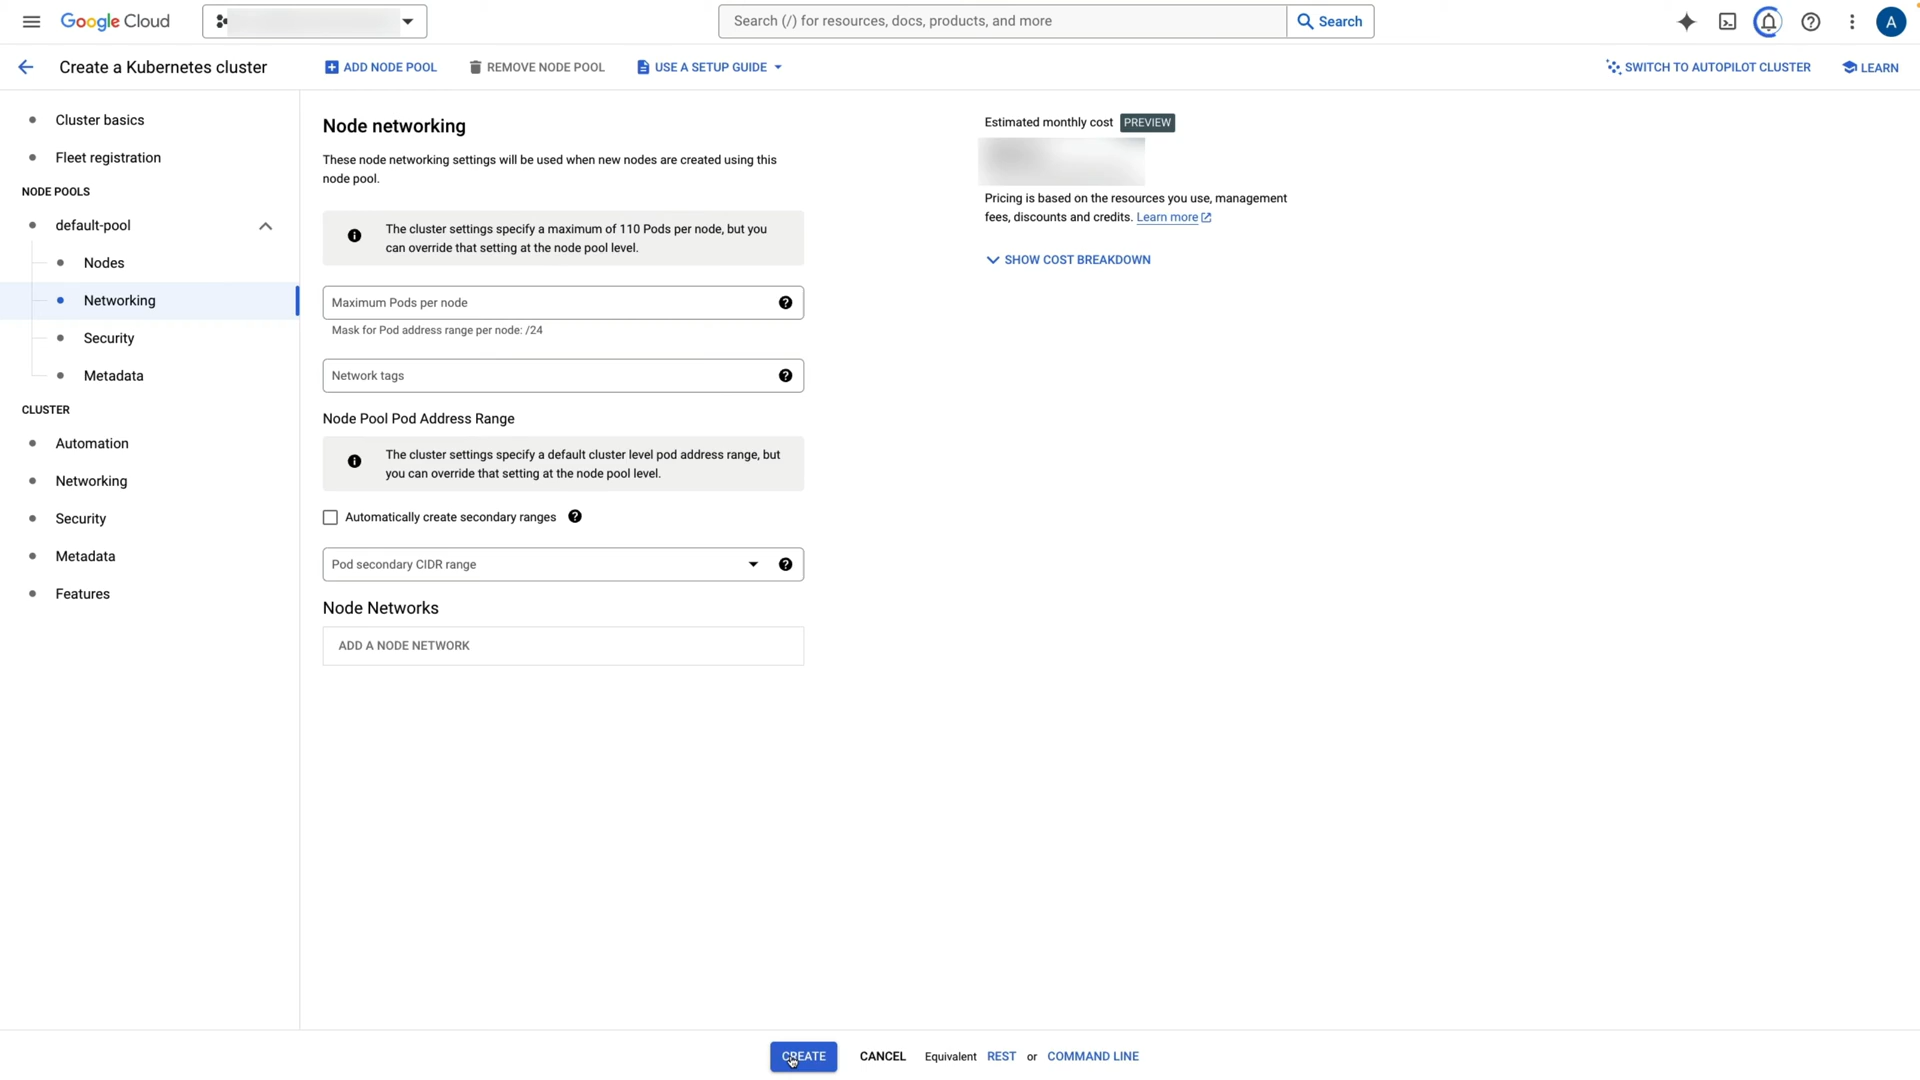 Google Cloud
Search (/) for resources, docs, products, and more
Search
A
Create a Kubernetes cluster
ADD NODE POOL
REMOVE NODE POOL
USE A SETUP GUIDE
SWITCH TO AUTOPILOT CLUSTER
LEARN
Cluster basics
Fleet registration
NODE POOLS
default-pool
Nodes
Networking
Security
Metadata
CLUSTER
Automation
Networking
Security
Metadata
Features
Node networking
These node networking settings will be used when new nodes are created using this
node pool.
The cluster settings specify a maximum of 110 Pods per node, but you
can override that setting at the node pool level.
Maximum Pods per node
Mask for Pod address range per node: /24
Network tags
Node Pool Pod Address Range
The cluster settings specify a default cluster level pod address range, but
you can override that setting at the node pool level.
Automatically create secondary ranges
Pod secondary CIDR range
Node Networks
ADD A NODE NETWORK
Estimated monthly cost PREVIEW
Pricing is based on the resources you use, management
fees, discounts and credits. Learn more
SHOW COST BREAKDOWN
CREATE
CANCEL
Equivalent REST or COMMAND LINE